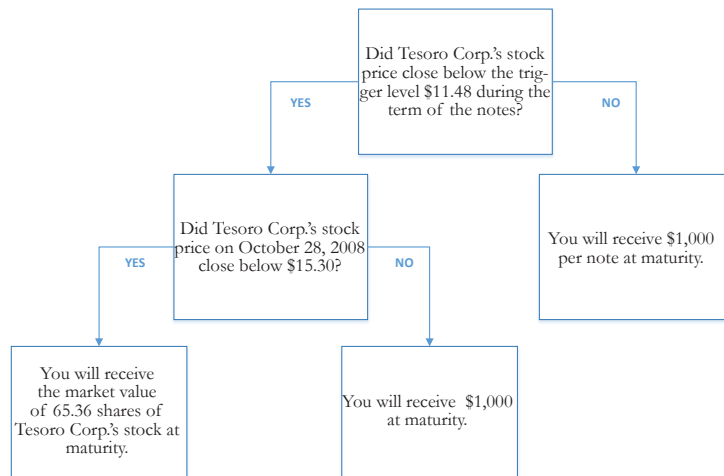 Did Tesoro Corp.'s stock
price close below the trig-
ger level $11.48 during the
term of the notes?
YES
NO
Did Tesoro Corp.'s stock
price on October 28, 2008
close below $15.30?
You will receive $1,000
per note at maturity.
YES
NO
You will receive
the market value
of 65.36 shares of
Tesoro Corp.'s stock at
maturity.
You will receive $1,000
at maturity.